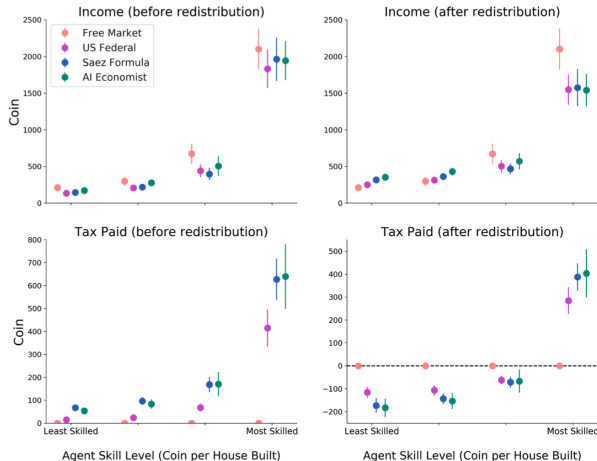 Income (before redistribution)
Income (after redistribution)
Free Market
US Federal
Saez Formula
AI Economist
2500
2000
1500
1000
500
0
Coin
2500
2000
1500
1000
500
0
Tax Paid (before redistribution)
Tax Paid (after redistribution)
800
700
600
500
400
300
200
100
0
Coin
Least Skilled
Most Skilled
Agent Skill Level (Coin per House Built)
500
400
300
200
100
0
−100
−200
Least Skilled
Most Skilled
Agent Skill Level (Coin per House Built)